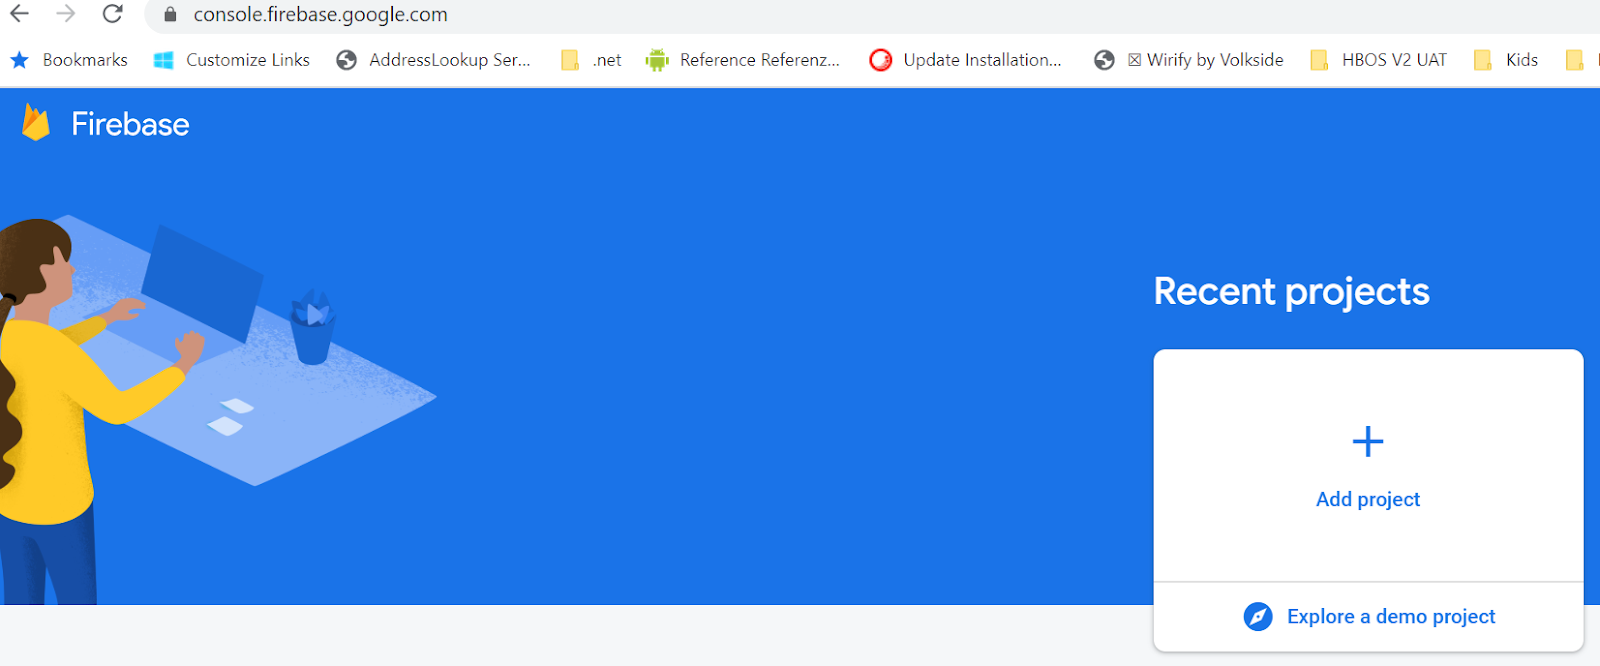 console.firebase.google.com
Bookmarks Customize Links AddressLookup Ser... .net Reference Referenz... Update Installation... ☒ Wirify by Volkside HBOS V2 UAT Kids
Firebase
Recent projects
Add project
Explore a demo project